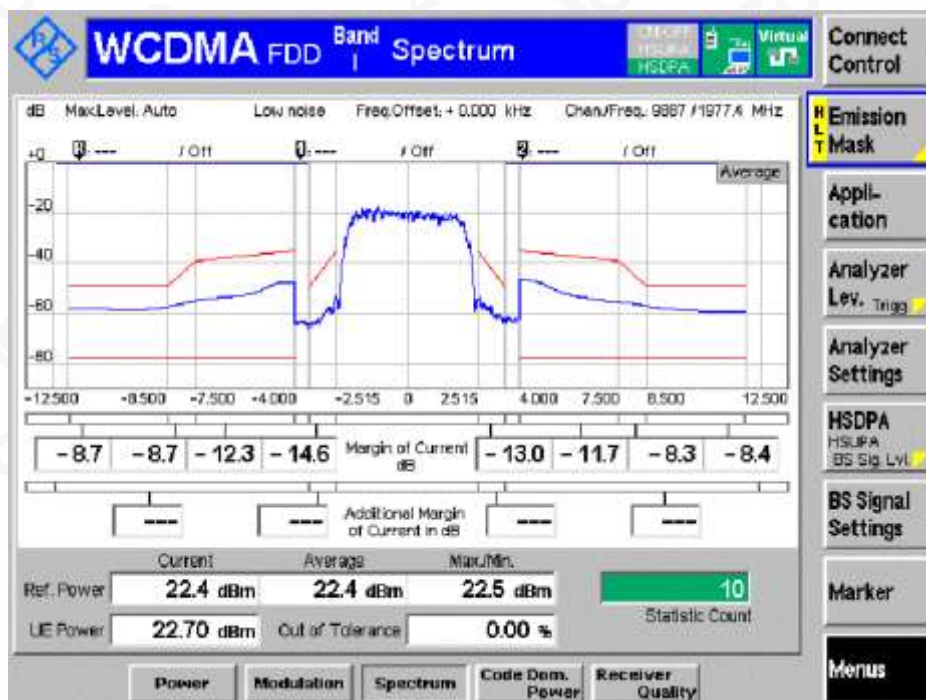 R S
WCDMA FDD Band I Spectrum
HSUPA
HSDPA
Virtual
Connect Control
dB Max.Level: Auto Low noise Freq.Offset: + 0.000 kHz Chan./Freq.: 9887 / 1977.4 MHz
H L T
Emission Mask
+0 --- / Off 1: --- / Off 2: --- / Off
Average
-20
-40
-60
-80
-12.500 -8.500 -7.500 -4.000 -2.515 0 2.515 4.000 7.500 8.500 12.500
Appli-
cation
Analyzer
Lev. Trigg
Analyzer
Settings
-8.7 -8.7 -12.3 -14.6 Margin of Current dB -13.0 -11.7 -8.3 -8.4
HSDPA
HSUPA
BS Sig. Lvl.
--- --- Additional Margin of Current in dB --- ---
BS Signal
Settings
Current Average Max./Min.
Ref. Power 22.4 dBm 22.4 dBm 22.5 dBm 10
Statistic Count
Marker
UE Power 22.70 dBm Out of Tolerance 0.00 %
Menus
Power Modulation Spectrum Code Dom. Power Receiver Quality